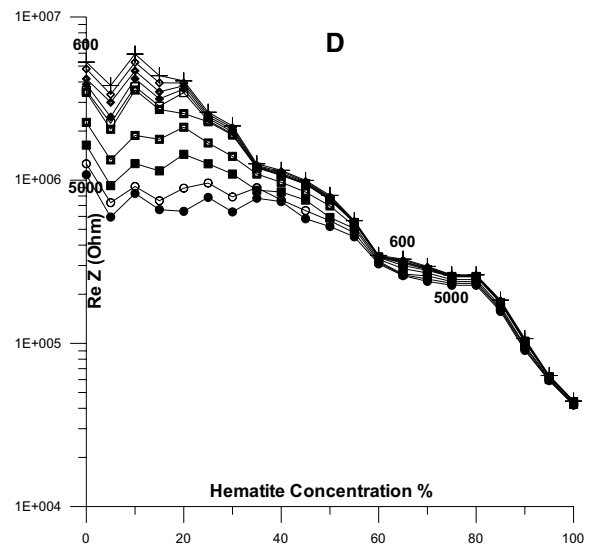 1E+007
D
600
1E+006
5000
Re Z (Ohm)
600
5000
1E+005
Hematite Concentration %
1E+004
0 20 40 60 80 100